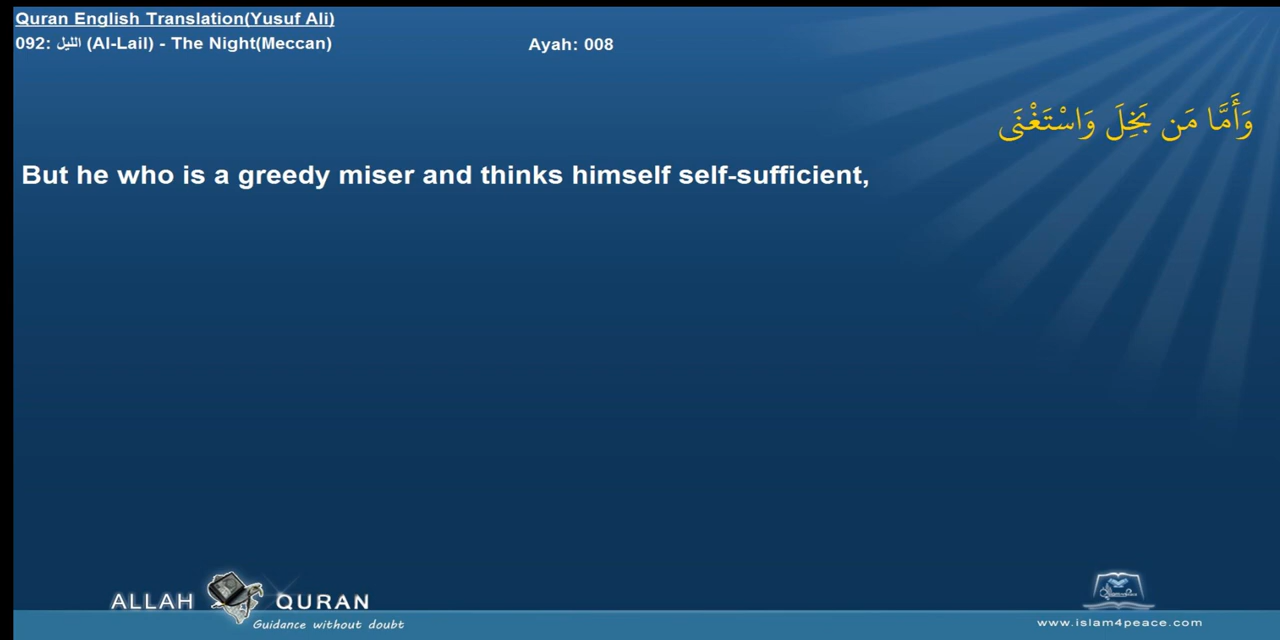 Quran English Translation(Yusuf Ali)
092: الليل (Al-Lail) - The Night(Meccan)
Ayah: 008
وَأَمَّا مَن بَخِلَ وَاسْتَغْنَى
But he who is a greedy miser and thinks himself self-sufficient,
ALLAH QURAN
Guidance without doubt
www.islam4peace.com